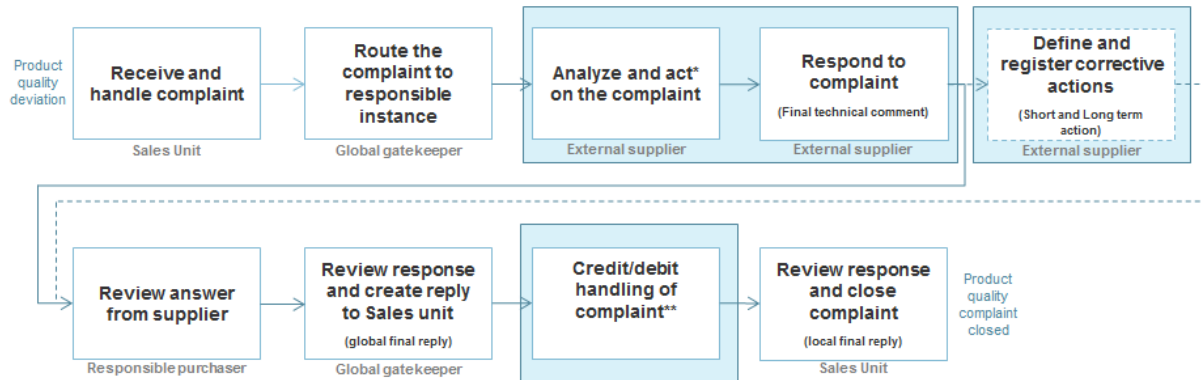 Product
quality
deviation
Receive and
handle complaint
Sales Unit
Route the
complaint to
responsible
instance
Global gatekeeper
Analyze and act*
on the complaint
External supplier
Respond to
complaint
(Final technical comment)
External supplier
Define and
register corrective
actions
(Short and Long term
action)
External supplier
Review answer
from supplier
Responsible purchaser
Review response
and create reply
to Sales unit
(global final reply)
Global gatekeeper
Credit/debit
handling of
complaint**
Review response
and close
complaint
(local final reply)
Sales Unit
Product
quality
complaint
closed